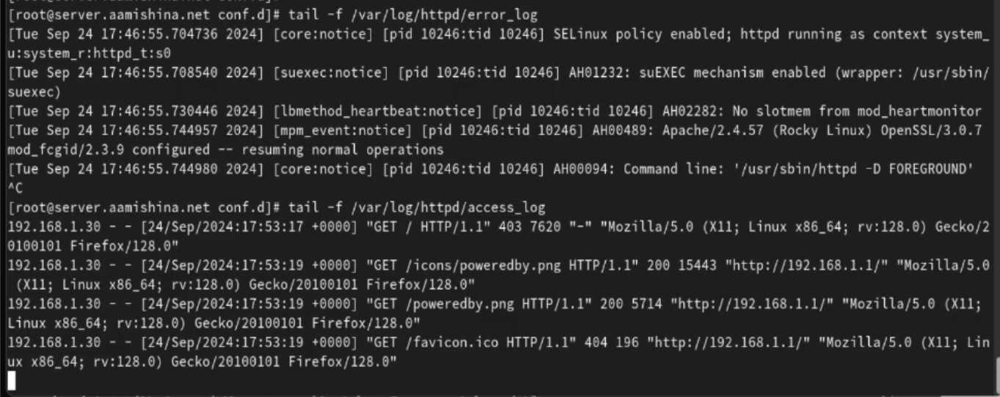 [root@server.aamishina.net conf.d]# tail -f /var/log/httpd/error_log
[Tue Sep 24 17:46:55.704736 2024] [core:notice] [pid 10246:tid 10246] SELinux policy enabled; httpd running as context system_
u:system_r:httpd_t:s0
[Tue Sep 24 17:46:55.708540 2024] [suexec:notice] [pid 10246:tid 10246] AH01232: suEXEC mechanism enabled (wrapper: /usr/sbin/
suexec)
[Tue Sep 24 17:46:55.730446 2024] [lbmethod_heartbeat:notice] [pid 10246:tid 10246] AH02282: No slotmem from mod_heartmonitor
[Tue Sep 24 17:46:55.744957 2024] [mpm_event:notice] [pid 10246:tid 10246] AH00489: Apache/2.4.57 (Rocky Linux) OpenSSL/3.0.7
mod_fcgid/2.3.9 configured -- resuming normal operations
[Tue Sep 24 17:46:55.744980 2024] [core:notice] [pid 10246:tid 10246] AH00094: Command line: '/usr/sbin/httpd -D FOREGROUND'
^C
[root@server.aamishina.net conf.d]# tail -f /var/log/httpd/access_log
192.168.1.30 - - [24/Sep/2024:17:53:17 +0000] "GET / HTTP/1.1" 403 7620 "-" "Mozilla/5.0 (X11; Linux x86_64; rv:128.0) Gecko/2
0100101 Firefox/128.0"
192.168.1.30 - - [24/Sep/2024:17:53:19 +0000] "GET /icons/poweredby.png HTTP/1.1" 200 15443 "http://192.168.1.1/" "Mozilla/5.0
(X11; Linux x86_64; rv:128.0) Gecko/20100101 Firefox/128.0"
192.168.1.30 - - [24/Sep/2024:17:53:19 +0000] "GET /poweredby.png HTTP/1.1" 200 5714 "http://192.168.1.1/" "Mozilla/5.0 (X11;
Linux x86_64; rv:128.0) Gecko/20100101 Firefox/128.0"
192.168.1.30 - - [24/Sep/2024:17:53:19 +0000] "GET /favicon.ico HTTP/1.1" 404 196 "http://192.168.1.1/" "Mozilla/5.0 (X11; Lin
ux x86_64; rv:128.0) Gecko/20100101 Firefox/128.0"